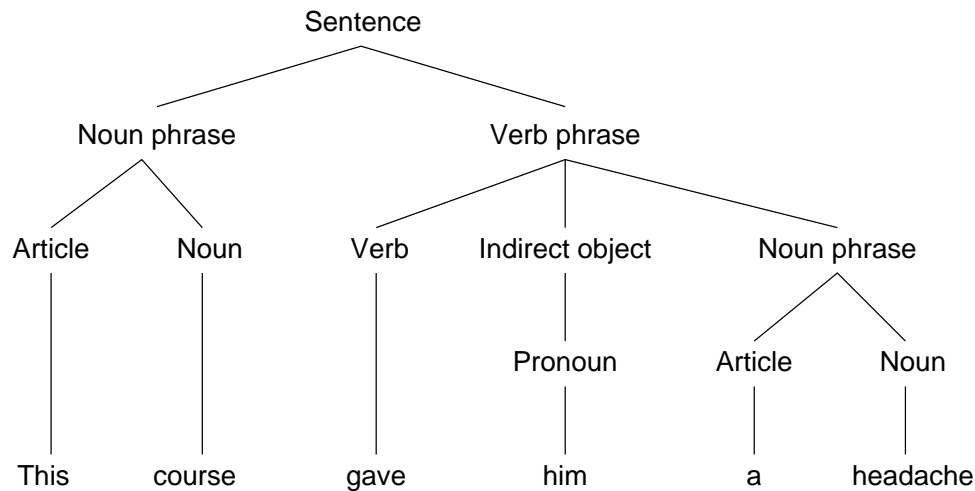 Sentence
Noun phrase Verb phrase
Article Noun Verb Indirect object Noun phrase
Pronoun Article Noun
This course gave him a headache